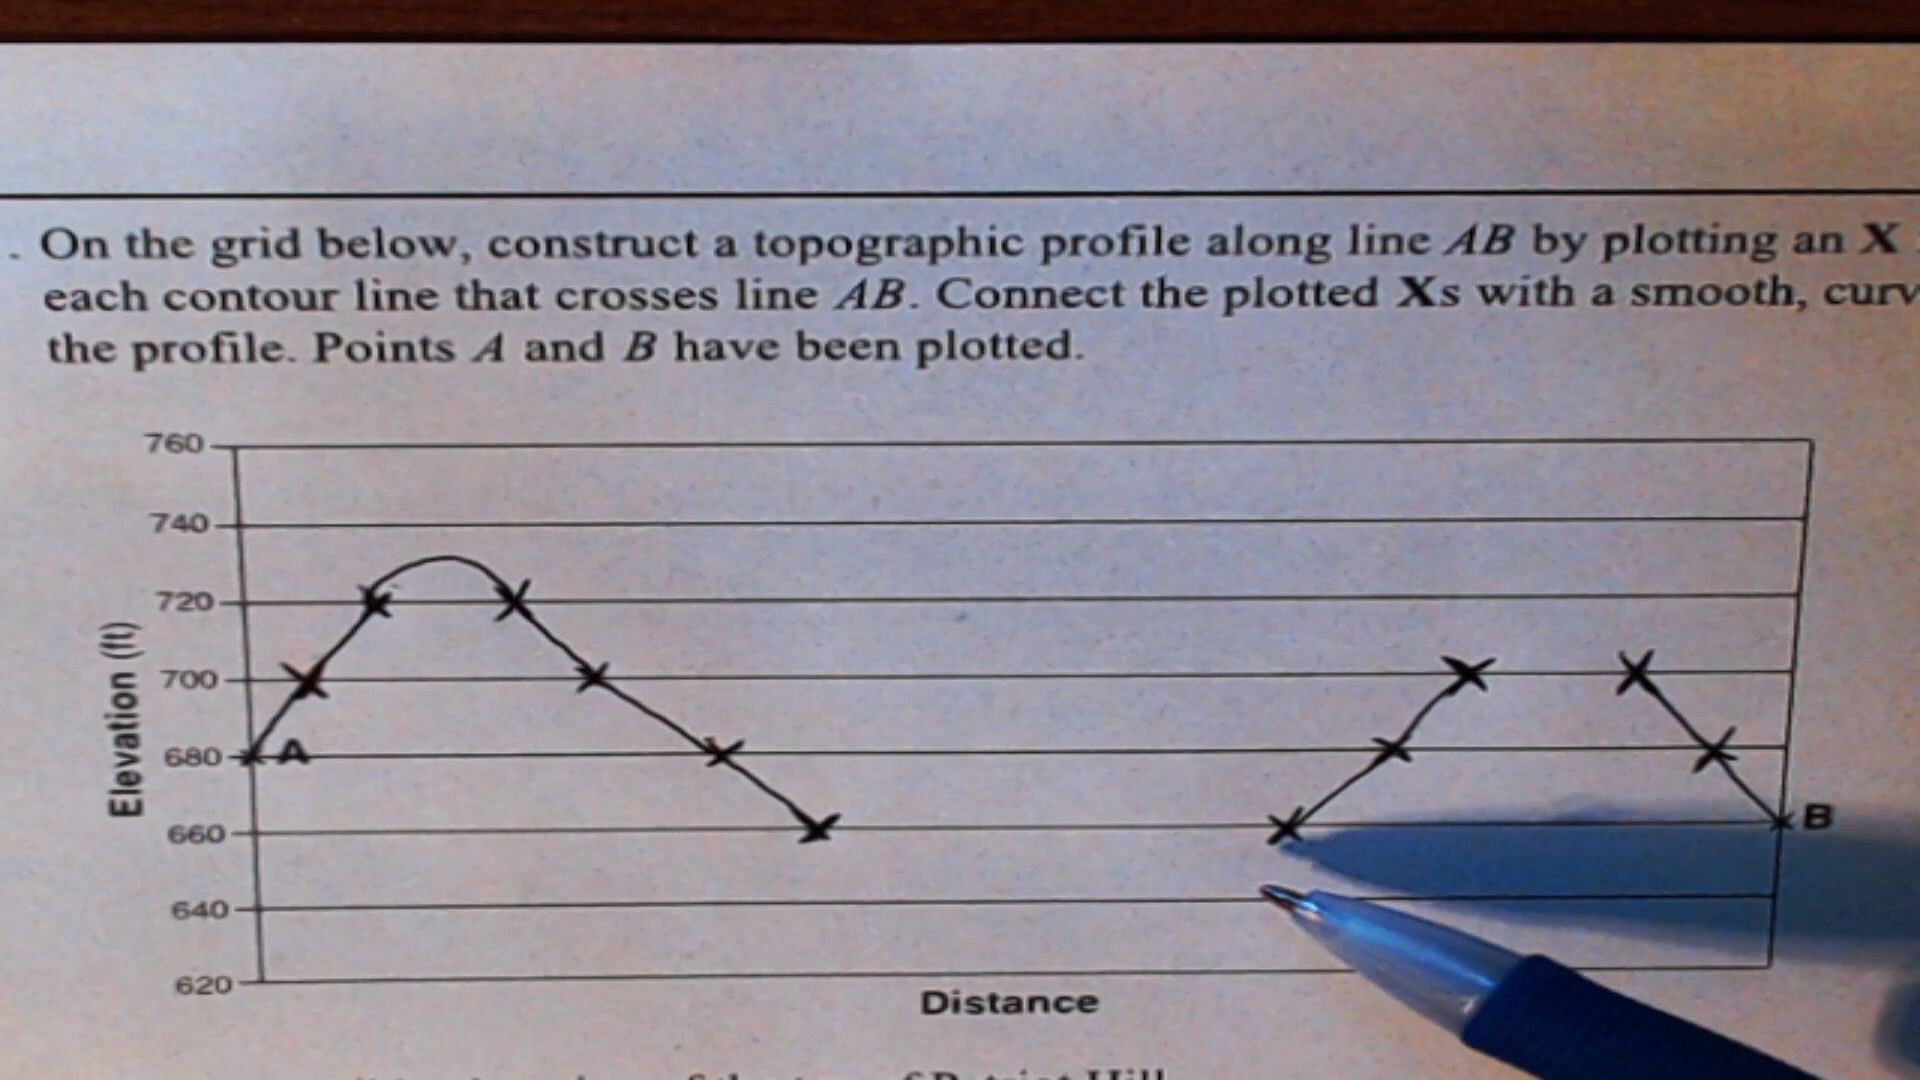 . On the grid below, construct a topographic profile along line AB by plotting an X
each contour line that crosses line AB. Connect the plotted Xs with a smooth, curv
the profile. Points A and B have been plotted.
760
740
720
700
680 A
660 B
640
620
Elevation (ft)
Distance
Hill